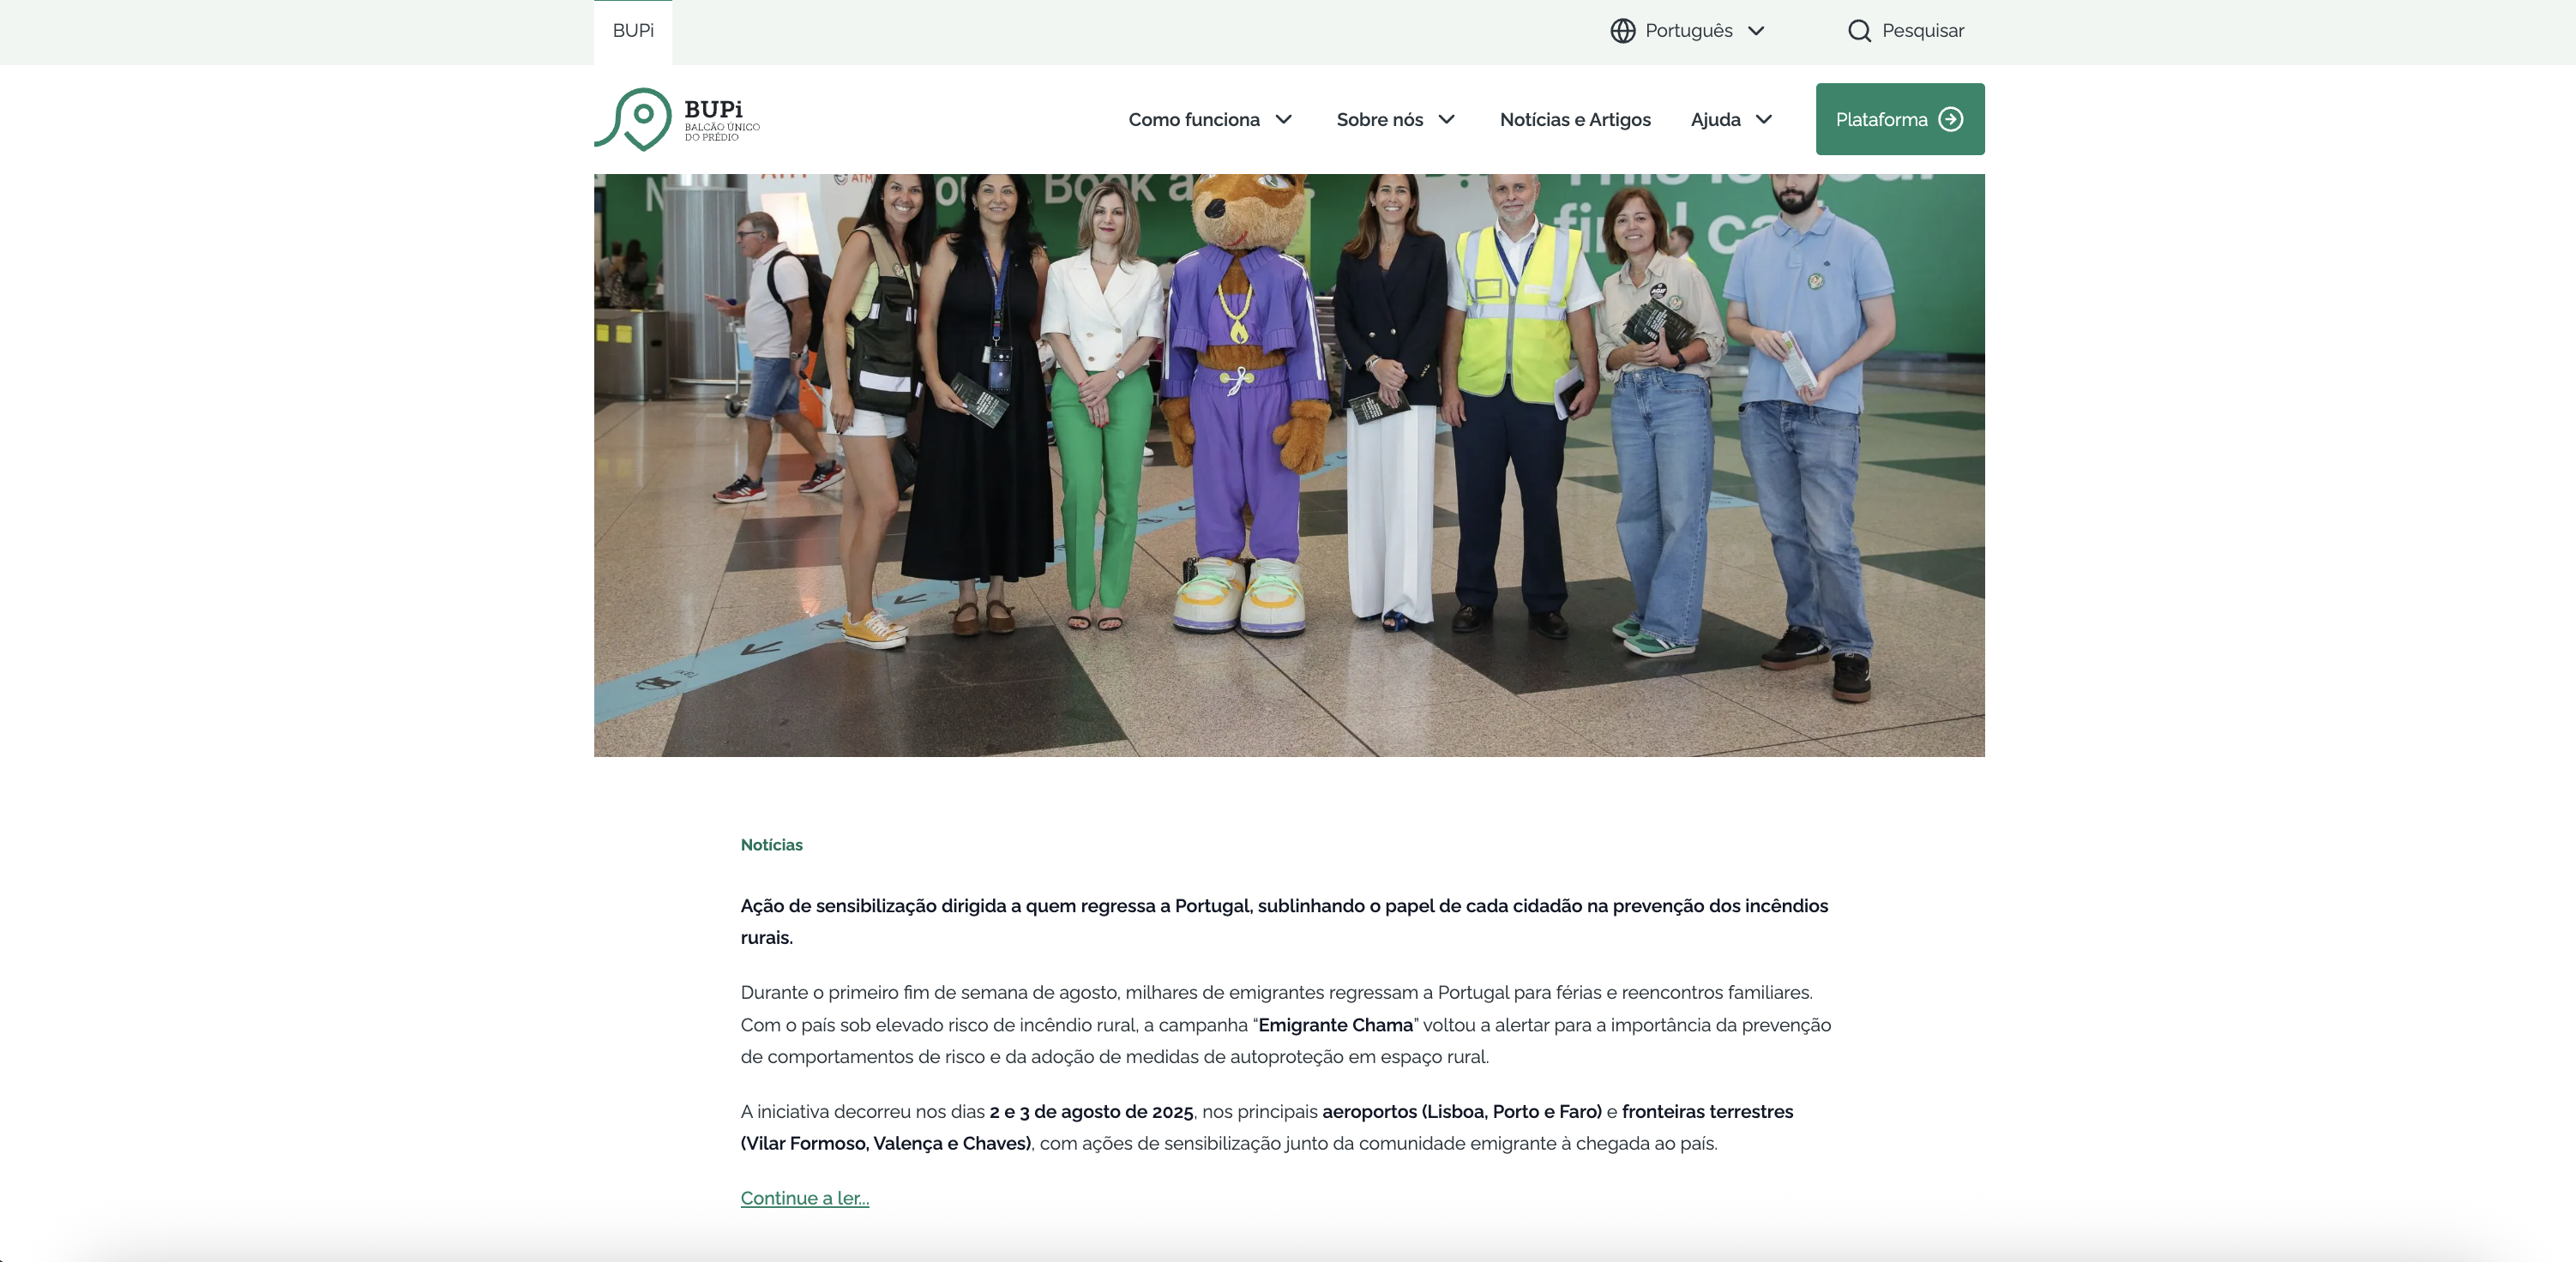 BUPi
Português
Pesquisar
BUPi
BALCÃO ÚNICO
DO PRÉDIO
Como funciona
Sobre nós
Notícias e Artigos
Ajuda
Plataforma
ATM
Book a
Notícias
Ação de sensibilização dirigida a quem regressa a Portugal, sublinhando o papel de cada cidadão na prevenção dos incêndios
rurais.
Durante o primeiro fim de semana de agosto, milhares de emigrantes regressam a Portugal para férias e reencontros familiares.
Com o país sob elevado risco de incêndio rural, a campanha “Emigrante Chama” voltou a alertar para a importância da prevenção
de comportamentos de risco e da adoção de medidas de autoproteção em espaço rural.
A iniciativa decorreu nos dias 2 e 3 de agosto de 2025, nos principais aeroportos (Lisboa, Porto e Faro) e fronteiras terrestres
(Vilar Formoso, Valença e Chaves), com ações de sensibilização junto da comunidade emigrante à chegada ao país.
Continue a ler...